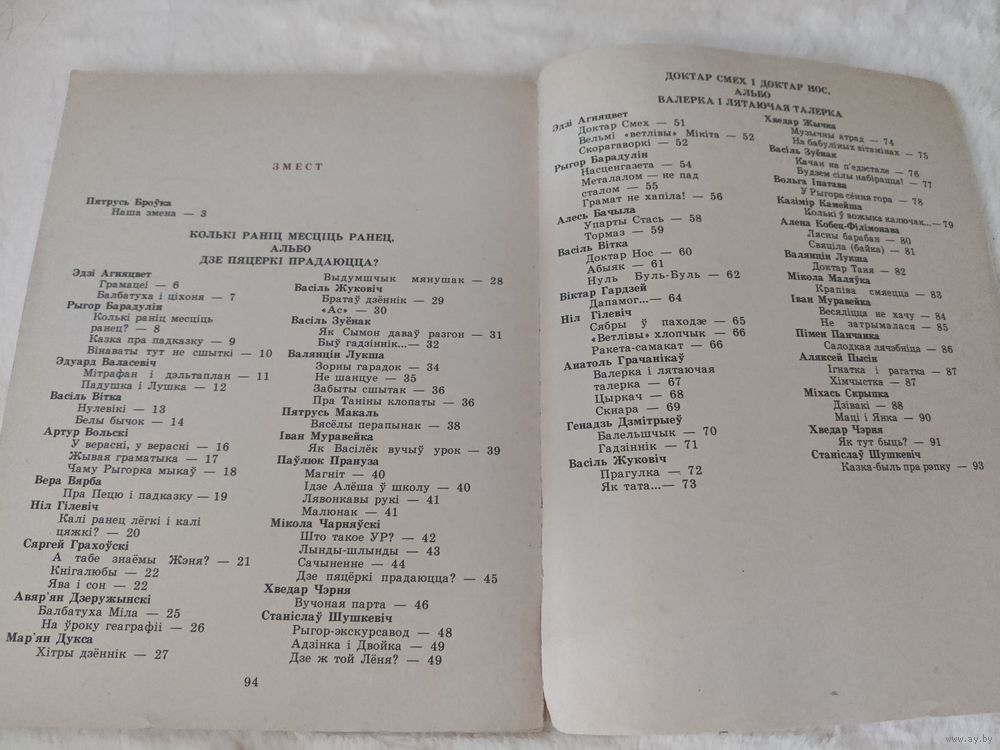 ЗМЕСТ
Пятрусь Броўка
Наша змена — 3
КОЛЬКІ РАНІЦ МЕСЦІЦЬ РАНЕЦ,
АЛЬБО
ДЗЕ ПЯЦЕРКІ ПРАДАЮЦЦА?
Эдзі Агняцвет
Грамацеі — 6
Балбатуха і ціхоня — 7
Рыгор Барадулін
Колькі раніц месціць
ранец? — 8
Казка пра падказку — 9
Вінаваты тут не сшыткі — 10
Эдуард Валасевіч
Мітрафан і дэльтаплан — 11
Падушка і Лушка — 12
Васіль Вітка
Нулевікі — 13
Белы бычок — 14
Артур Вольскі
У верасні, у верасні — 16
Жывая граматыка — 17
Чаму Рыгорка мыкаў — 18
Вера Вярба
Пра Пецю і падказку — 19
Ніл Гілевіч
Калі ранец лёгкі і калі
цяжкі? — 20
Сяргей Грахоўскі
А табе знаёмы Жэня? — 21
Кнігалюбы — 22
Ява і сон — 22
Авяр'ян Дзеружынскі
Балбатуха Міла — 25
На ўроку геаграфіі — 26
Мар'ян Дукса
Хітры дзённік — 27
Выдумшчык мянушак — 28
Васіль Жуковіч
Братаў дзённік — 29
«Ас» — 30
Васіль Зуёнак
Як Сымон даваў разгон — 31
Быў гадзіннік...— 32
Валянцін Лукша
Зорны гарадок — 34
Не шанцуе — 35
Забыты сшытак — 36
Пра Таніны клопаты — 36
Пятрусь Макаль
Вясёлы перапынак — 38
Іван Муравейка
Як Васілёк вучыў урок — 39
Паўлюк Прануза
Магніт — 40
Ідзе Алёша ў школу — 40
Лявонкавы рукі — 41
Малюнак — 41
Мікола Чарняўскі
Што такое УР? — 42
Лынды-шлынды — 43
Сачыненне — 44
Дзе пяцёркі прадаюцца? — 45
Хведар Чэрня
Вучоная парта — 46
Станіслаў Шушкевіч
Рыгор-экскурсавод — 48
Адзінка і Двойка — 49
Дзе ж той Лёня? — 49
94
ДОКТАР СМЕХ І ДОКТАР НОС,
АЛЬБО
ВАЛЕРКА І ЛЯТАЮЧАЯ ТАЛЕРКА
Эдзі Агняцвет
Доктар Смех — 51
Вельмі «ветлівы» Мікіта — 52
Скорагаворкі — 52
Рыгор Барадулін
Насценгазета — 54
Металалом — не пад
сталом — 55
Грамат не хапіла! — 56
Алесь Бачыла
Упарты Стась — 58
Тормаз — 59
Васіль Вітка
Доктар Нос — 60
Абыяк — 61
Нуль Буль-Буль — 62
Віктар Гардзей
Дапамог...— 64
Ніл Гілевіч
Сябры ў паходзе — 65
«Ветлівы» хлопчык — 66
Ракета-самакат — 66
Анатоль Грачанікаў
Валерка і лятаючая
талерка — 67
Цыркач — 68
Скнара — 69
Генадзь Дзмітрыеў
Балельшчык — 70
Гадзіннік — 71
Васіль Жуковіч
Прагулка — 72
Як тата...— 73
Хведар Жычка
Музычны атрад — 74
На бабуліных вітамінах — 75
Васіль Зуёнак
Качан на п'едэстале — 76
Будзем сілы набірацца! — 77
Вольга Іпатава
У Рыгора сёння гора — 78
Казімір Камейша
Колькі ў вожыка калючак...— 79
Алена Кобец-Філімонава
Лясны барабан — 80
Свяціла (байка) — 81
Валянцін Лукша
Доктар Таня — 82
Мікола Маляўка
Крапіва смяецца — 83
Іван Муравейка
Весяліцца не хачу — 84
Не затрымалася — 85
Пімен Панчанка
Салодкая лячэбніца — 86
Аляксей Пысін
Ігнатка і рагатка — 87
Хімчыстка — 87
Міхась Скрыпка
Дзівакі — 88
Маці і Янка — 90
Хведар Чэрня
Як тут быць? — 91
Станіслаў Шушкевіч
Казка-быль пра рэпку — 93
www.ay.by